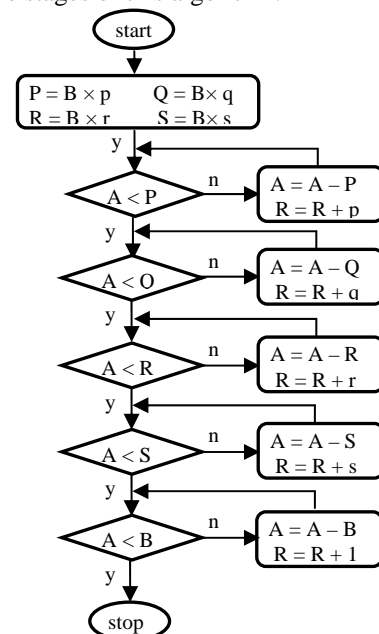 start
P = B × p Q = B× q
R = B × r S = B× s
y
A < P
n
A = A – P
R = R + p
y
A < O
n
A = A – Q
R = R + q
y
A < R
n
A = A – R
R = R + r
y
A < S
n
A = A – S
R = R + s
y
A < B
n
A = A – B
R = R + 1
y
stop